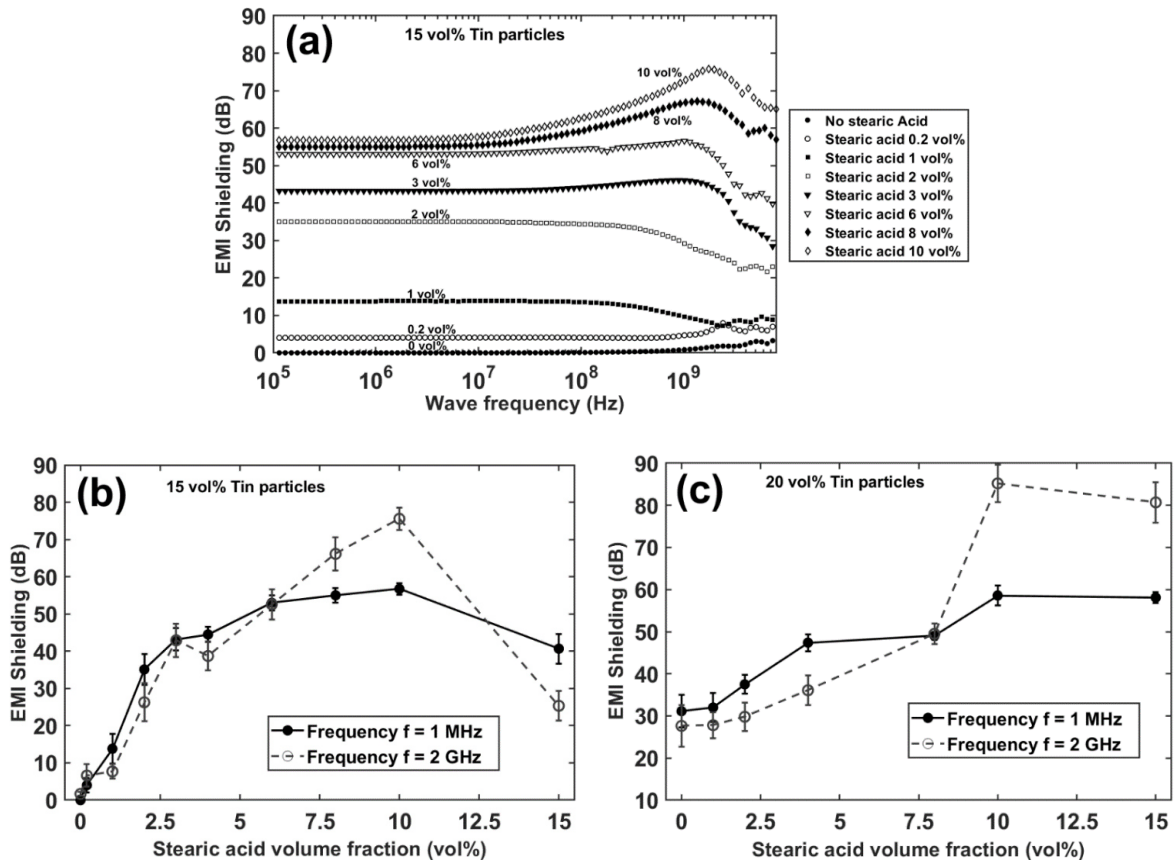 (a)
15 vol% Tin particles
EMI Shielding (dB)
90
80
70
60
50
40
30
20
10
0
10 vol%
8 vol%
6 vol%
3 vol%
2 vol%
1 vol%
0.2 vol%
0 vol%
10^5 10^6 10^7 10^8 10^9
Wave frequency (Hz)
No stearic Acid
Stearic acid 0.2 vol%
Stearic acid 1 vol%
Stearic acid 2 vol%
Stearic acid 3 vol%
Stearic acid 6 vol%
Stearic acid 8 vol%
Stearic acid 10 vol%
(b)
15 vol% Tin particles
EMI Shielding (dB)
90
80
70
60
50
40
30
20
10
0
Frequency f = 1 MHz
Frequency f = 2 GHz
0 2.5 5 7.5 10 12.5 15
Stearic acid volume fraction (vol%)
(c)
20 vol% Tin particles
EMI Shielding (dB)
90
80
70
60
50
40
30
20
10
Frequency f = 1 MHz
Frequency f = 2 GHz
0 2.5 5 7.5 10 12.5 15
Stearic acid volume fraction (vol%)